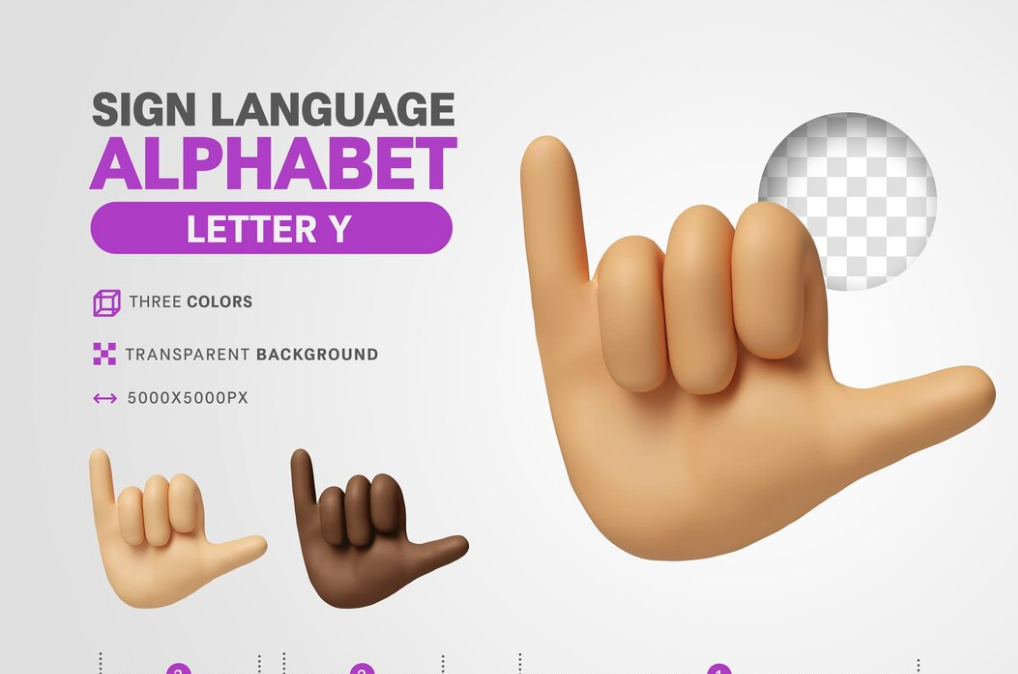 SIGN LANGUAGE
ALPHABET
LETTER Y
THREE COLORS
TRANSPARENT BACKGROUND
5000X5000PX